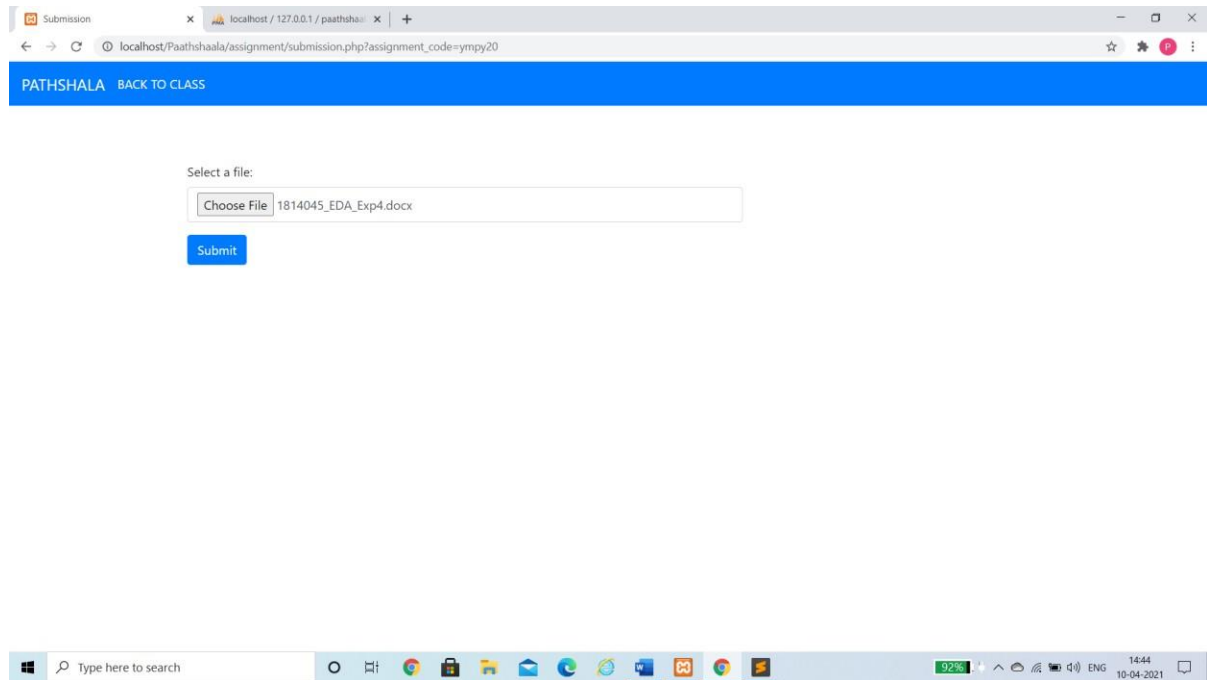 Submission
localhost / 127.0.0.1 / paathshaa
localhost/Paathshaala/assignment/submission.php?assignment_code=ympy20
P
PATHSHALA BACK TO CLASS
Select a file:
Choose File 1814045_EDA_Exp4.docx
Submit
Type here to search
92%
ENG
14:44
10-04-2021